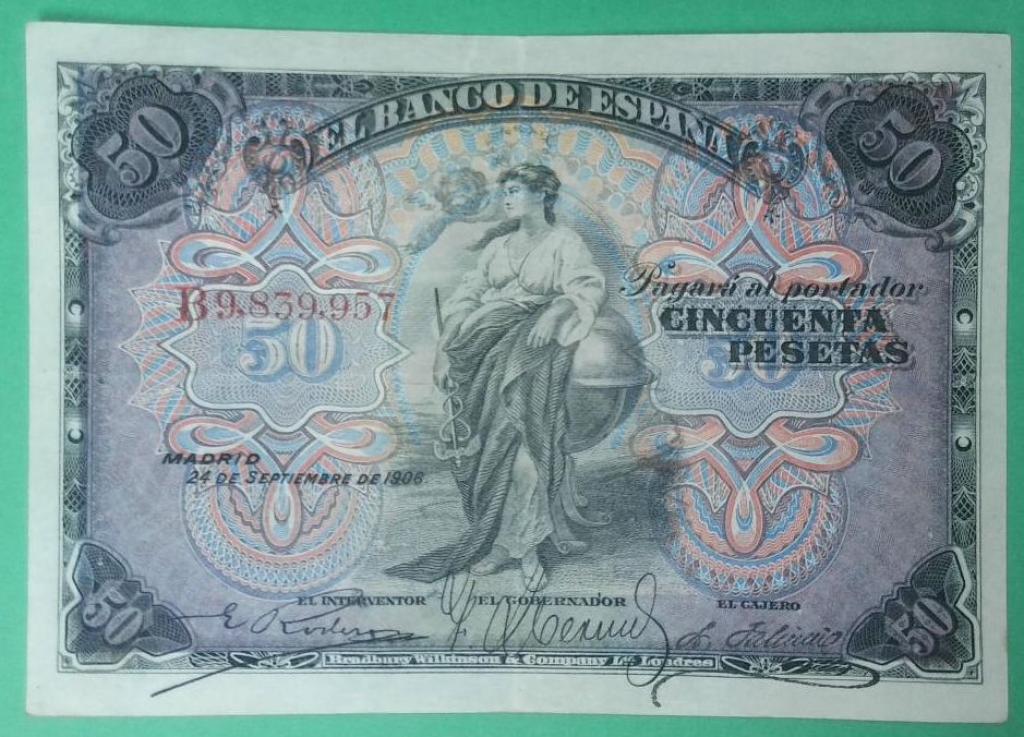 50
EL BANCO DE ESPAÑA
50
B9.839.957
Pagará al portador
CINCUENTA
PESETAS
50
50
MADRID
24 DE SEPTIEMBRE DE 1906
EL INTERVENTOR
EL GOBERNADOR
EL CAJERO
50
50
Bradbury Wilkinson & Company Ld Londres